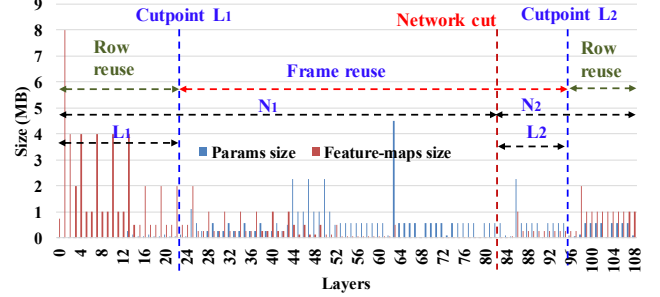 Cutpoint L1
Network cut
Cutpoint L2
Row reuse
Frame reuse
Row reuse
N1
N2
L1
L2
Params size
Feature-maps size
Size (MB)
9
8
7
6
5
4
3
2
1
0
0 4 8 12 16 20 24 28 32 36 40 44 48 52 56 60 64 68 72 76 80 84 88 92 96 100 104 108
Layers